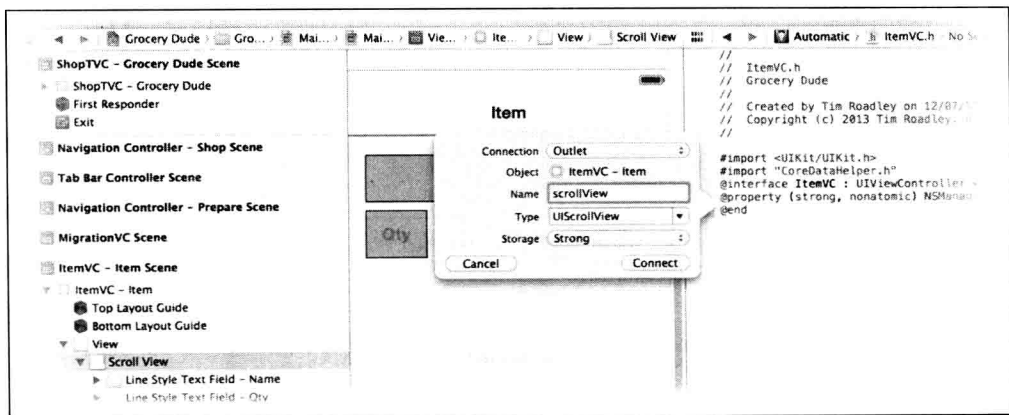 Grocery Dude › Gro... › Mai... › Mai... › Vie... › Ite... › View › Scroll View
Automatic › h ItemVC.h - No
ShopTVC - Grocery Dude Scene
ShopTVC - Grocery Dude
First Responder
Exit
Navigation Controller - Shop Scene
Tab Bar Controller Scene
Navigation Controller - Prepare Scene
MigrationVC Scene
ItemVC - Item Scene
ItemVC - Item
Top Layout Guide
Bottom Layout Guide
View
Scroll View
Line Style Text Field - Name
Line Style Text Field - Qty
Item
Qty
Connection Outlet
Object ItemVC - Item
Name scrollView
Type UIScrollView
Storage Strong
Cancel Connect
//
// ItemVC.h
// Grocery Dude
//
// Created by Tim Roadley on
// Copyright (c) 2013 Tim Roadley.
//
#import <UIKit/UIKit.h>
#import "CoreDataHelper.h"
@interface ItemVC : UIViewController
@property (strong, nonatomic)
@end